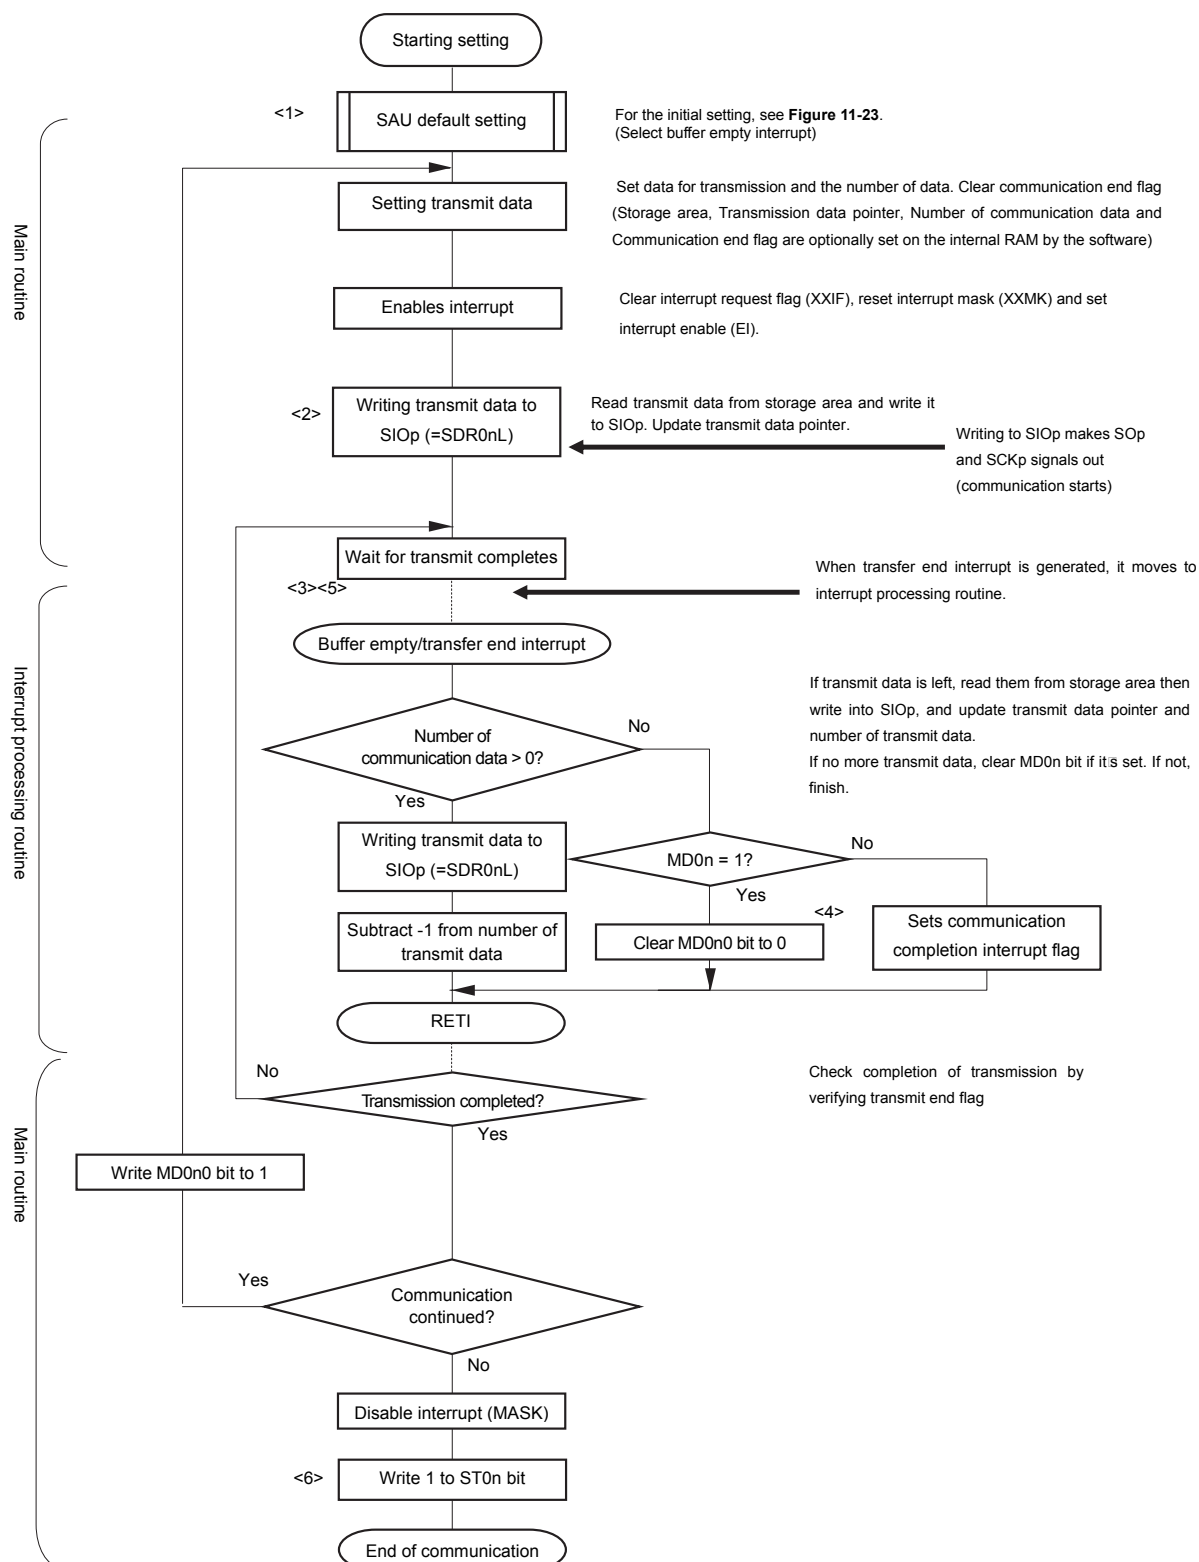 Starting setting
<1>
SAU default setting
For the initial setting, see Figure 11-23.
(Select buffer empty interrupt)
Main routine
Setting transmit data
Set data for transmission and the number of data. Clear communication end flag
(Storage area, Transmission data pointer, Number of communication data and
Communication end flag are optionally set on the internal RAM by the software)
Enables interrupt
Clear interrupt request flag (XXIF), reset interrupt mask (XXMK) and set
interrupt enable (EI).
<2>
Writing transmit data to
SIOp (=SDR0nL)
Read transmit data from storage area and write it
to SIOp. Update transmit data pointer.
Writing to SIOp makes SOp
and SCKp signals out
(communication starts)
Wait for transmit completes
<3><5>
When transfer end interrupt is generated, it moves to
interrupt processing routine.
Interrupt processing routine
Buffer empty/transfer end interrupt
Number of
communication data > 0?
No
Yes
If transmit data is left, read them from storage area then
write into SIOp, and update transmit data pointer and
number of transmit data.
If no more transmit data, clear MD0n bit if it s set. If not,
finish.
Writing transmit data to
SIOp (=SDR0nL)
MD0n = 1?
No
Yes
<4>
Subtract -1 from number of
transmit data
Clear MD0n0 bit to 0
Sets communication
completion interrupt flag
RETI
Main routine
No
Transmission completed?
Yes
Check completion of transmission by
verifying transmit end flag
Write MD0n0 bit to 1
Yes
Communication
continued?
No
Disable interrupt (MASK)
<6>
Write 1 to ST0n bit
End of communication